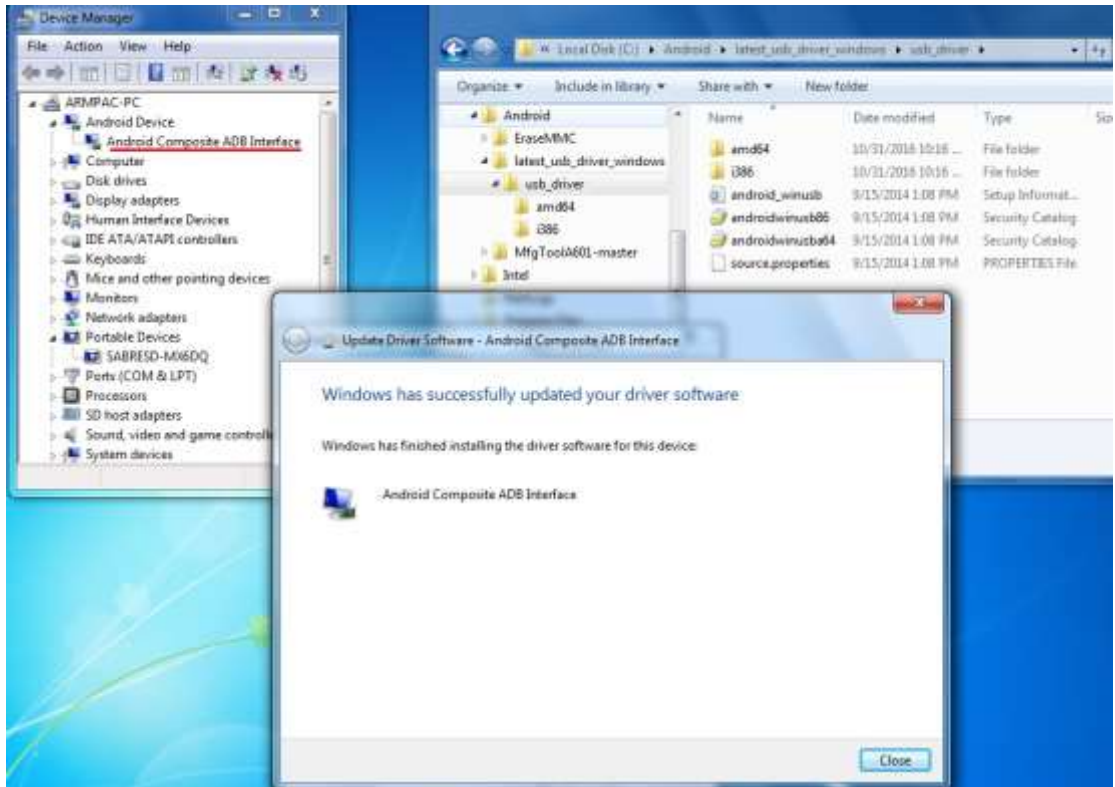 Device Manager
File Action View Help
ARMPAC-PC
Android Device
Android Composite ADB Interface
Computer
Disk drives
Display adapters
Human Interface Devices
IDE ATA/ATAPI controllers
Keyboards
Mice and other pointing devices
Monitors
Network adapters
Portable Devices
SABRESD-MX6DQ
Ports (COM & LPT)
Processors
SD host adapters
Sound, video and game controlle
System devices
« Local Disk (C:) Android latest_usb_driver_windows usb_driver
Organize Include in library Share with New folder
Android
EraseMMC
latest_usb_driver_windows
usb_driver
amd64
i386
MfgToolA601-master
Intel
Name Date modified Type
amd64 10/31/2016 10:16 ... File folder
i386 10/31/2016 10:16 ... File folder
android_winusb 9/15/2014 1:08 PM Setup Informat...
androidwinusb86 9/15/2014 1:08 PM Security Catalog
androidwinusba64 9/15/2014 1:08 PM Security Catalog
source.properties 9/15/2014 1:08 PM PROPERTIES File
Update Driver Software - Android Composite ADB Interface
Windows has successfully updated your driver software
Windows has finished installing the driver software for this device:
Android Composite ADB Interface
Close